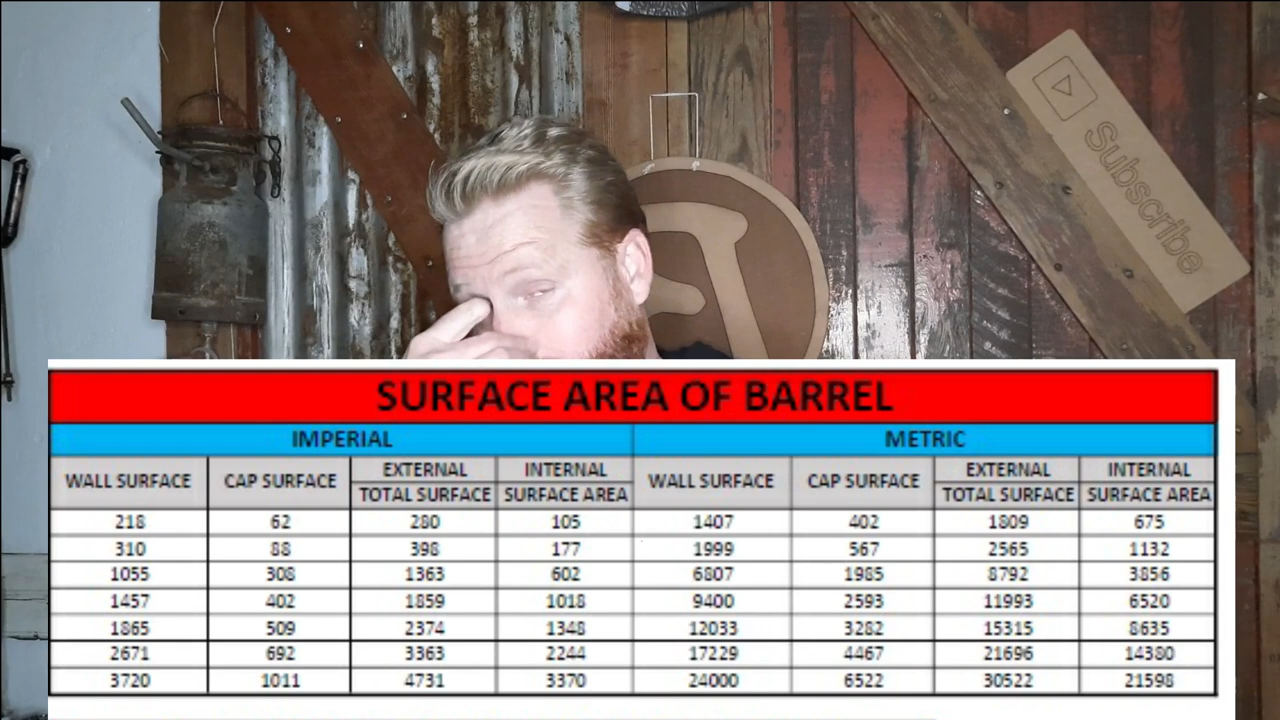 Subscribe
SURFACE AREA OF BARREL
IMPERIAL METRIC
WALL SURFACE CAP SURFACE EXTERNAL TOTAL SURFACE INTERNAL SURFACE AREA WALL SURFACE CAP SURFACE EXTERNAL TOTAL SURFACE INTERNAL SURFACE AREA
218 62 280 105 1407 402 1809 675
310 88 398 177 1999 567 2565 1132
1055 308 1363 602 6807 1985 8792 3856
1457 402 1859 1018 9400 2593 11993 6520
1865 509 2374 1348 12033 3282 15315 8635
2671 692 3363 2244 17229 4467 21696 14380
3720 1011 4731 3370 24000 6522 30522 21598